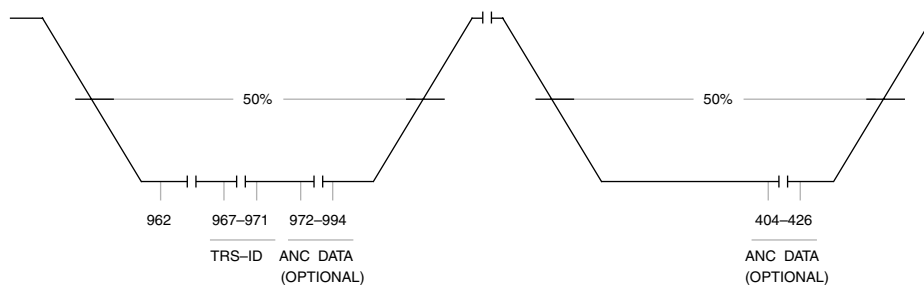 50% 50%
962 967–971 972–994 404–426
TRS–ID ANC DATA ANC DATA
(OPTIONAL) (OPTIONAL)